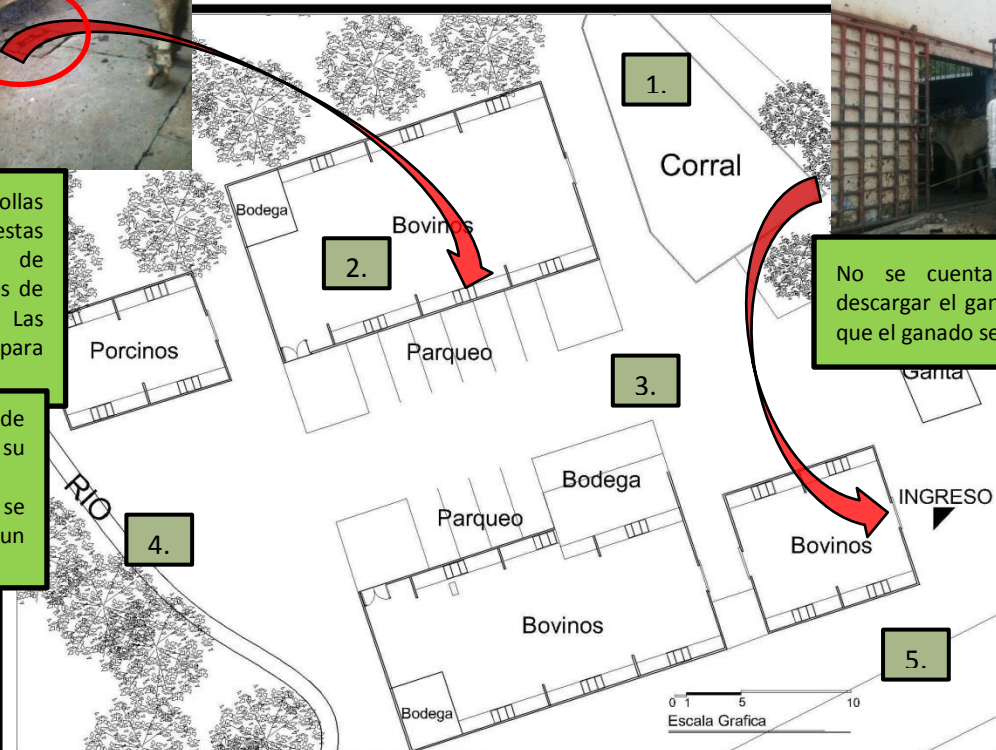 1.
Corral
ollas
estas
de
s de
Las
para
Bodega
Bovinos
2.
No se cuenta
descargar el gan
que el ganado se
Porcinos
Parqueo
3.
Garita
de
su
se
un
RIO
4.
Bodega
Parqueo
INGRESO
Bovinos
Bovinos
5.
Bodega
0 1 5 10
Escala Grafica